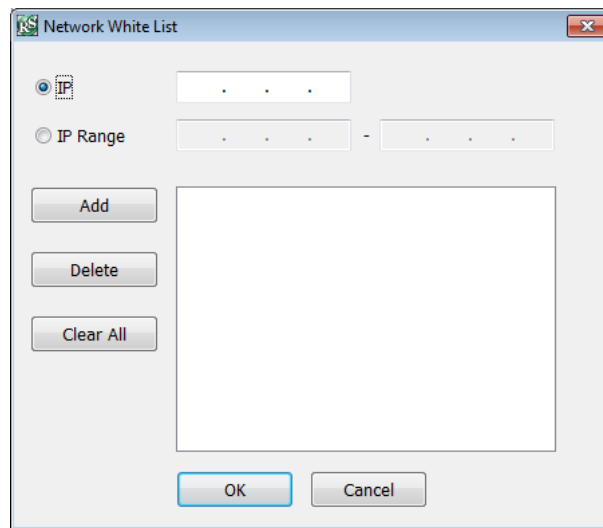 RS Network White List
IP . . .
IP Range . . . - . . .
Add
Delete
Clear All
OK Cancel